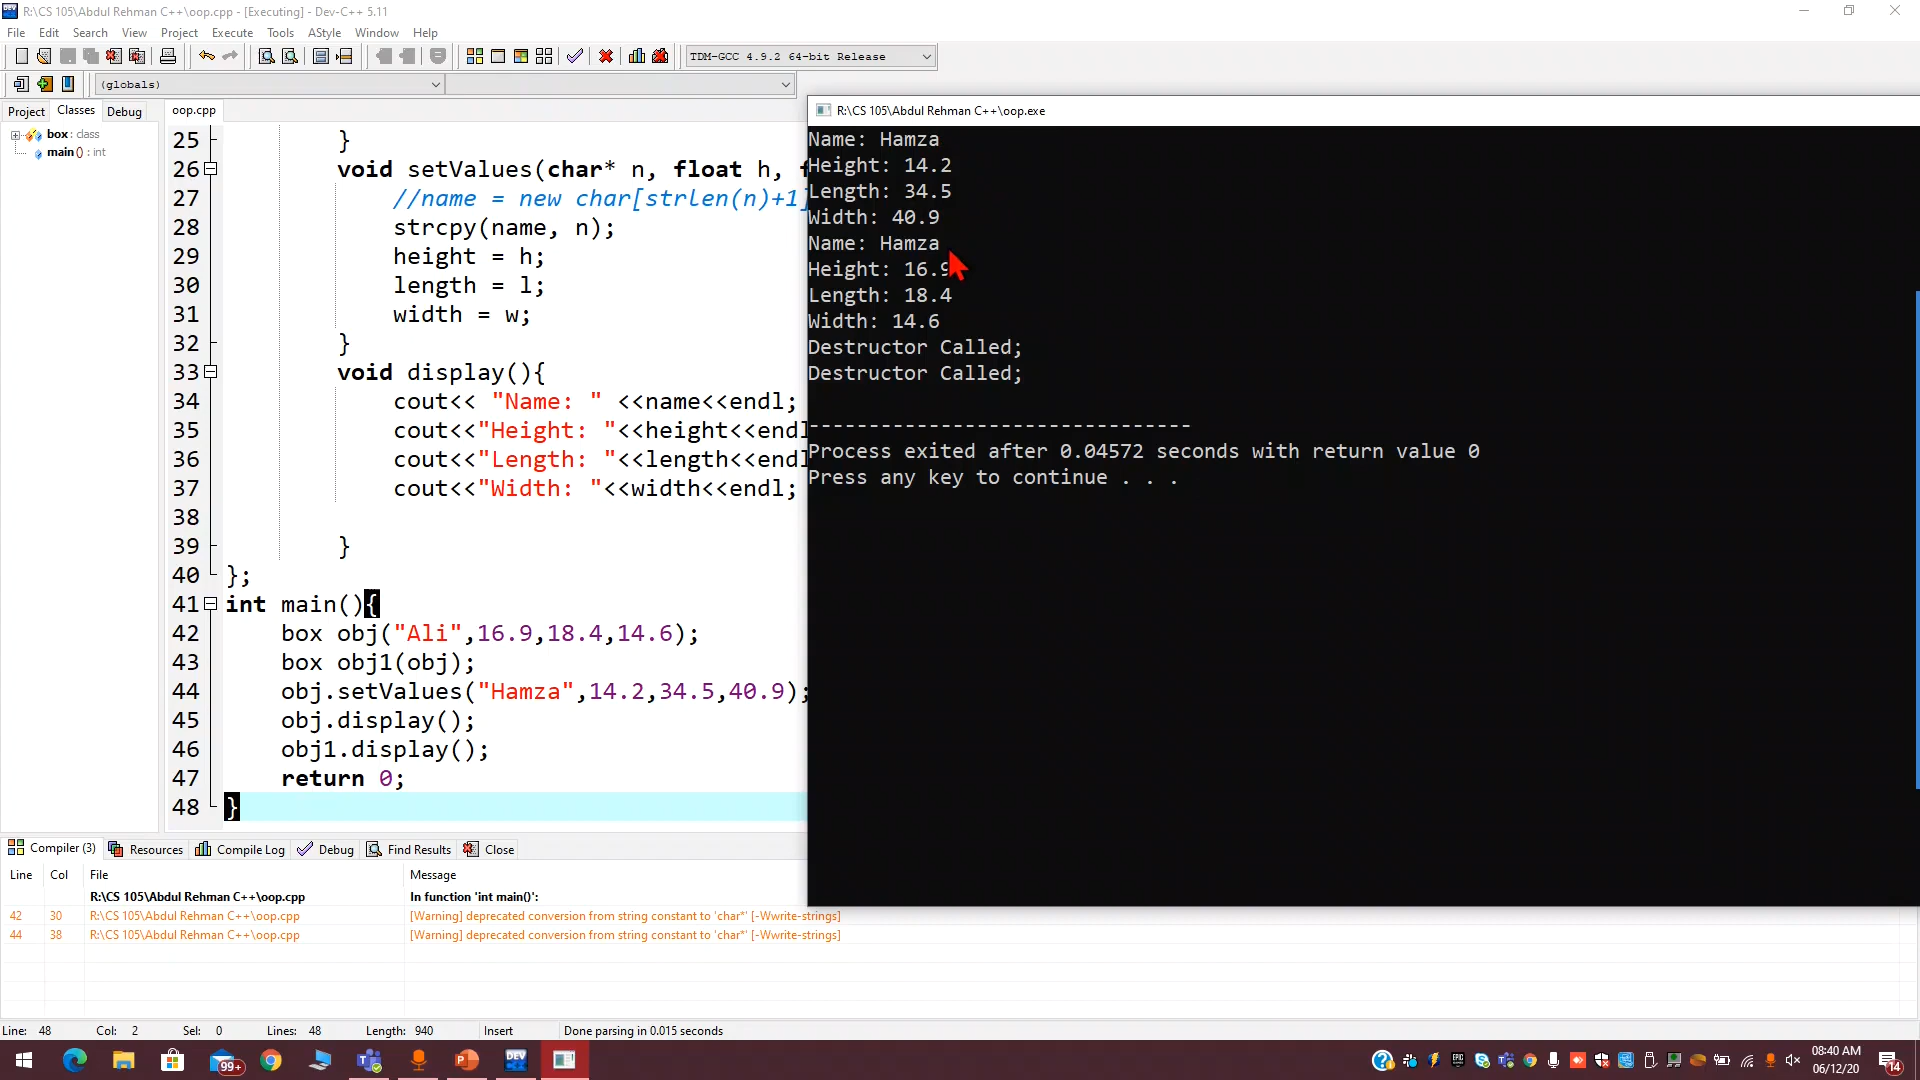 R:\CS 105\Abdul Rehman C++\oop.cpp - [Executing] - Dev-C++ 5.11
File Edit Search View Project Execute Tools AStyle Window Help
TDM-GCC 4.9.2 64-bit Release
(globals)
Project Classes Debug
oop.cpp
box : class
main () : int
25 }
26 void setValues(char* n, float h, f
27 //name = new char[strlen(n)+1]
28 strcpy(name, n);
29 height = h;
30 length = l;
31 width = w;
32 }
33 void display(){
34 cout<< "Name: " <<name<<endl;
35 cout<<"Height: "<<height<<endl
36 cout<<"Length: "<<length<<endl
37 cout<<"Width: "<<width<<endl;
38
39 }
40 };
41 int main(){
42 box obj("Ali",16.9,18.4,14.6);
43 box obj1(obj);
44 obj.setValues("Hamza",14.2,34.5,40.9);
45 obj.display();
46 obj1.display();
47 return 0;
48 }
R:\CS 105\Abdul Rehman C++\oop.exe
Name: Hamza
Height: 14.2
Length: 34.5
Width: 40.9
Name: Hamza
Height: 16.9
Length: 18.4
Width: 14.6
Destructor Called;
Destructor Called;
--------------------------------
Process exited after 0.04572 seconds with return value 0
Press any key to continue . . .
Compiler (3) Resources Compile Log Debug Find Results Close
Line Col File Message
R:\CS 105\Abdul Rehman C++\oop.cpp In function 'int main()':
42 30 R:\CS 105\Abdul Rehman C++\oop.cpp [Warning] deprecated conversion from string constant to 'char*' [-Wwrite-strings]
44 38 R:\CS 105\Abdul Rehman C++\oop.cpp [Warning] deprecated conversion from string constant to 'char*' [-Wwrite-strings]
Line: 48 Col: 2 Sel: 0 Lines: 48 Length: 940 Insert Done parsing in 0.015 seconds
99+
DEV
EPIC
08:40 AM
06/12/20
14